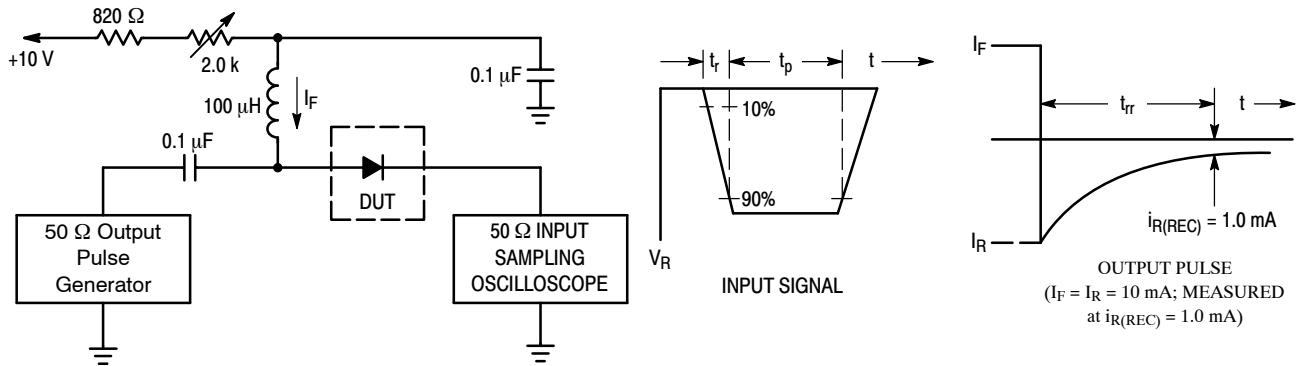 820 Ω
+10 V
2.0 k
100 μH
I_F
0.1 μF
0.1 μF
DUT
50 Ω Output
Pulse
Generator
50 Ω INPUT
SAMPLING
OSCILLOSCOPE
t_r
t_p
t
10%
90%
V_R
INPUT SIGNAL
I_F
t_rr
t
i_R(REC) = 1.0 mA
I_R
OUTPUT PULSE
(I_F = I_R = 10 mA; MEASURED
at i_R(REC) = 1.0 mA)